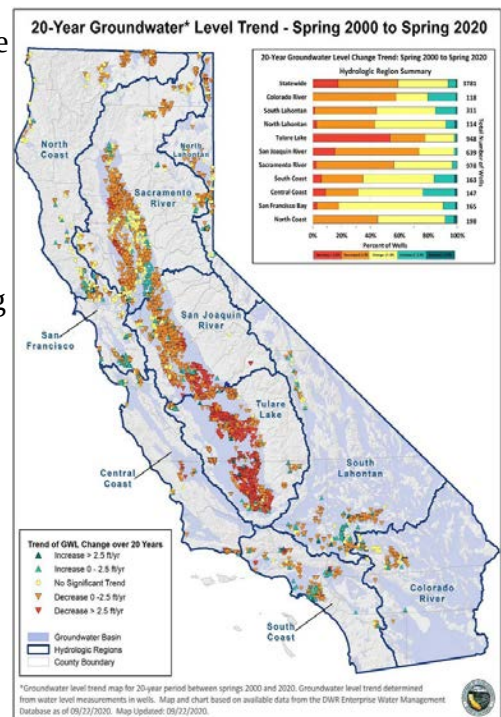 20-Year Groundwater* Level Trend - Spring 2000 to Spring 2020
e
g
20-Year Groundwater Level Change Trend: Spring 2000 to Spring 2020
Hydrologic Region Summary
Statewide 3781
Colorado River 118
South Lahontan 311
North Lahontan 114
Tulare Lake 948
San Joaquin River 629
Sacramento River
South Coast 163
Central Coast 147
San Francisco Bay 165
North Coast
Total Number of Wells
0% 20% 40% 60% 80% 100%
Percent of Wells
North
Coast
North
Lahontan
Sacramento
River
San
Francisco
San Joaquin
River
Tulare
Lake
Central
Coast
South
Lahontan
Colorado
River
South
Coast
Trend of GWL Change over 20 Years
Increase > 2.5 ft/yr
Increase 0 - 2.5 ft/yr
No Significant Trend
Decrease 0 -2.5 ft/yr
Decrease > 2.5 ft/yr
Groundwater Basin
Hydrologic Regions
County Boundary
*Groundwater level trend map for 20-year period between springs 2000 and 2020. Groundwater level trend determined
from water level measurements in wells. Map and chart based on available data from the DWR Enterprise Water Management
Database as of 09/22/2020. Map Updated: 09/22/2020.